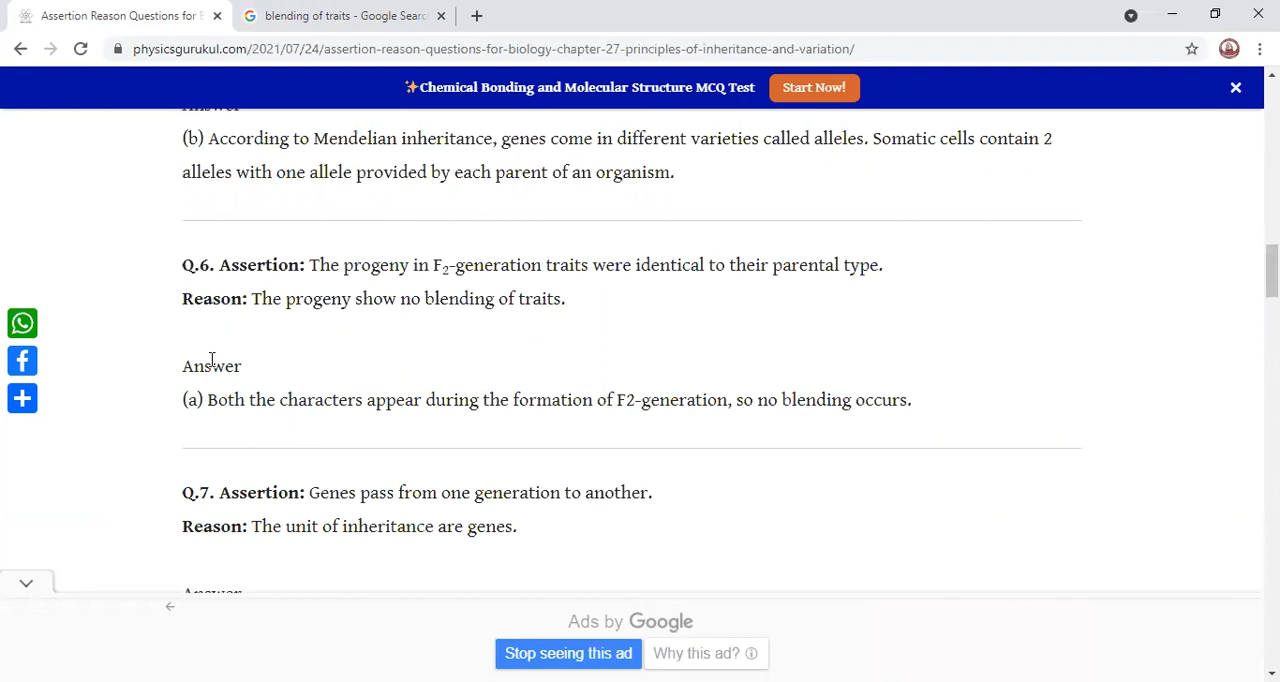 Assertion Reason Questions for B
blending of traits - Google Searc
physicsgurukul.com/2021/07/24/assertion-reason-questions-for-biology-chapter-27-principles-of-inheritance-and-variation/
✨Chemical Bonding and Molecular Structure MCQ Test Start Now!
Answer
(b) According to Mendelian inheritance, genes come in different varieties called alleles. Somatic cells contain 2
alleles with one allele provided by each parent of an organism.
Q.6. Assertion: The progeny in F₂-generation traits were identical to their parental type.
Reason: The progeny show no blending of traits.
Answer
(a) Both the characters appear during the formation of F2-generation, so no blending occurs.
Q.7. Assertion: Genes pass from one generation to another.
Reason: The unit of inheritance are genes.
Answer
Ads by Google
Stop seeing this ad Why this ad?